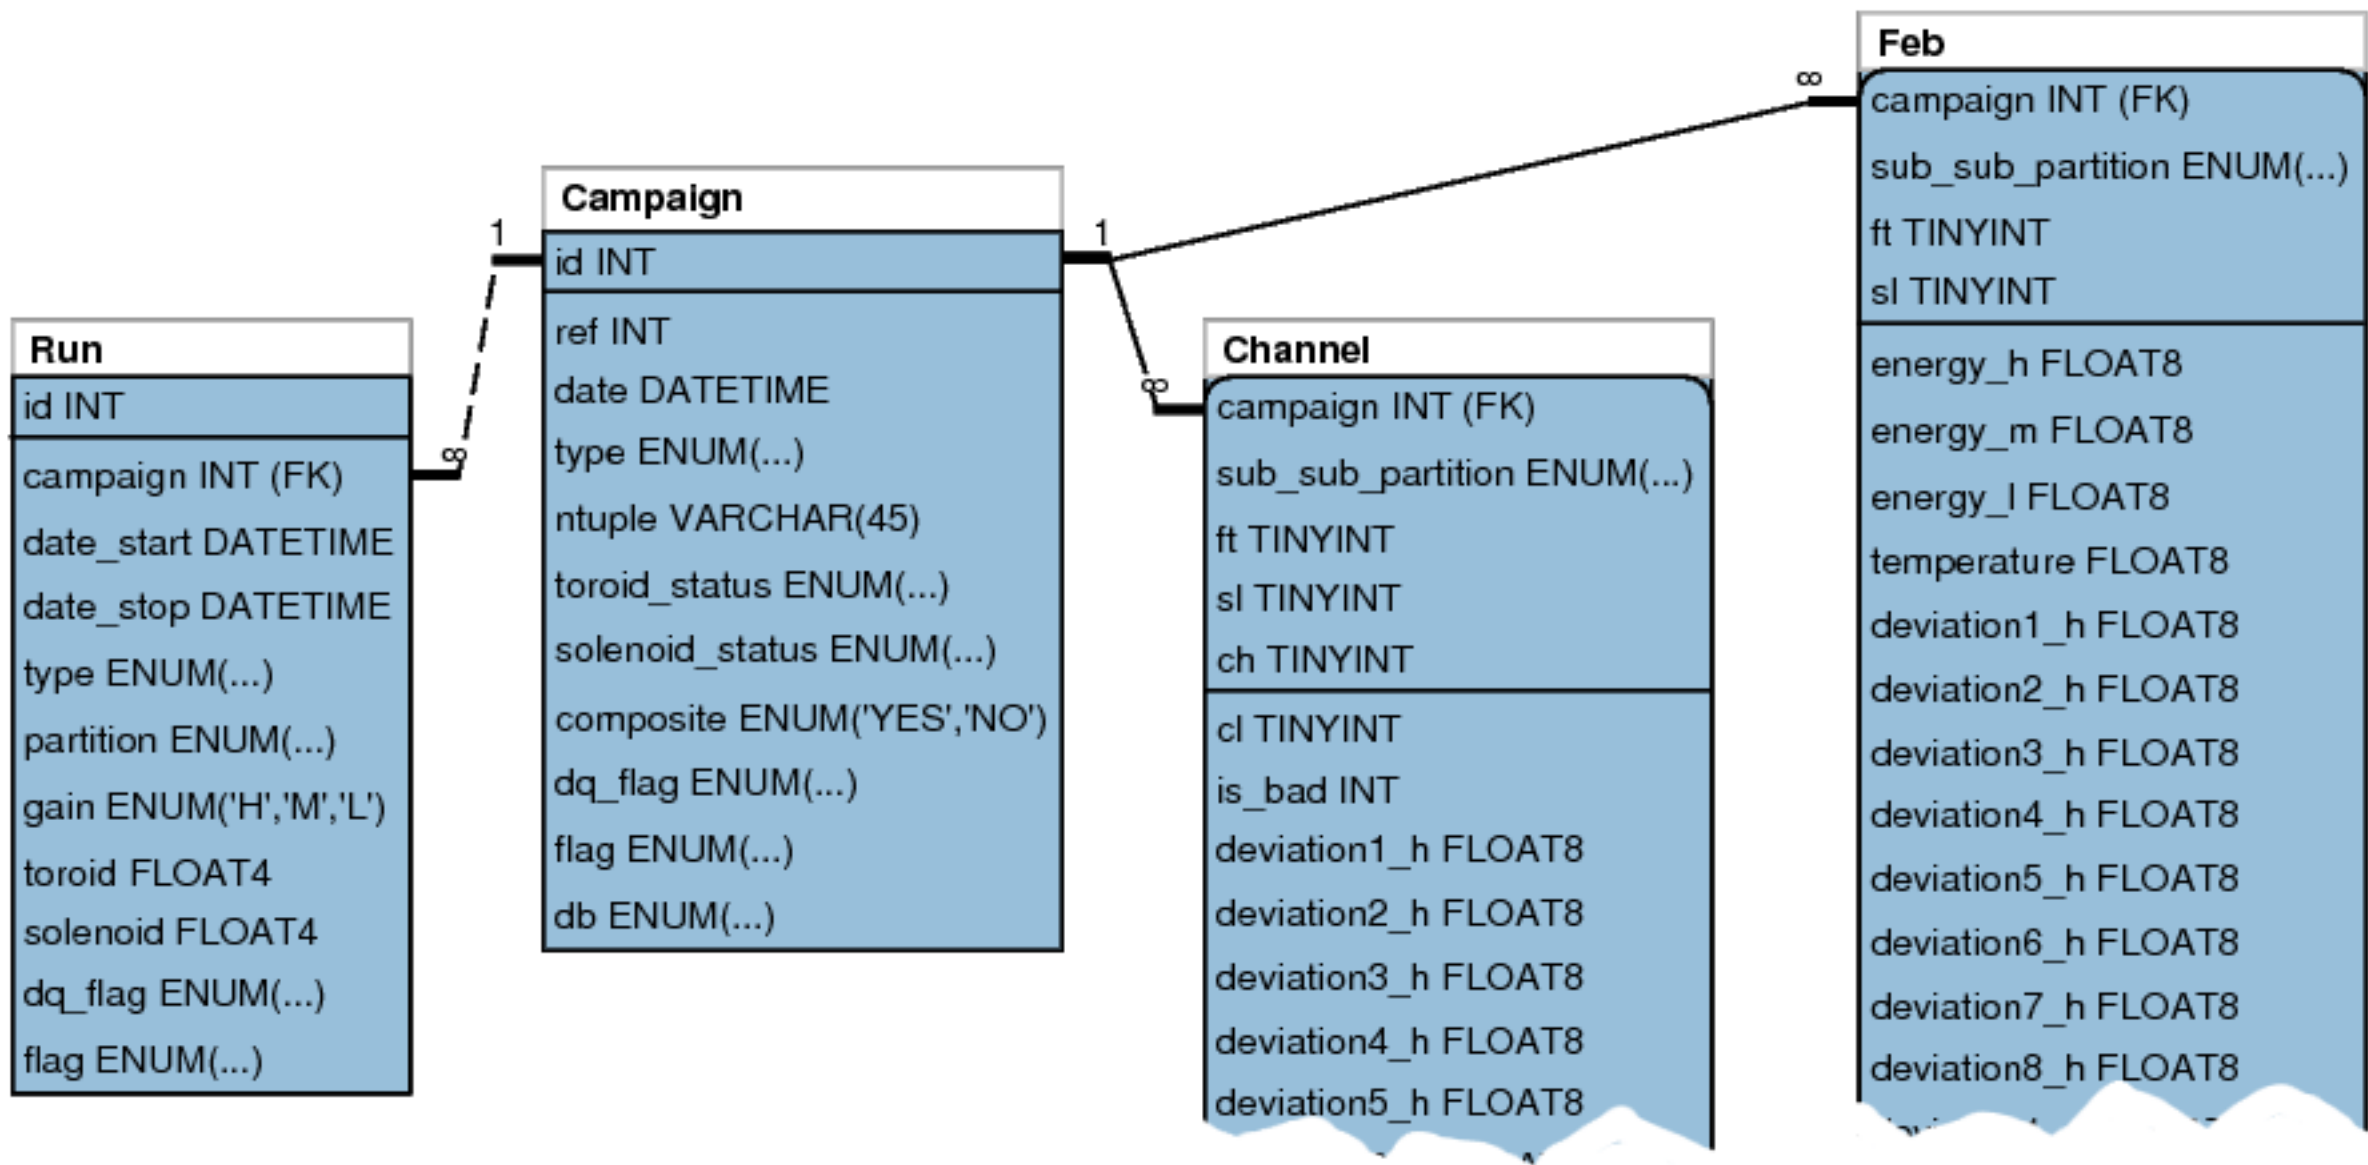 Run
id INT
campaign INT (FK)
date_start DATETIME
date_stop DATETIME
type ENUM(...)
partition ENUM(...)
gain ENUM('H','M','L')
toroid FLOAT4
solenoid FLOAT4
dq_flag ENUM(...)
flag ENUM(...)
∞
1
Campaign
id INT
ref INT
date DATETIME
type ENUM(...)
ntuple VARCHAR(45)
toroid_status ENUM(...)
solenoid_status ENUM(...)
composite ENUM('YES','NO')
dq_flag ENUM(...)
flag ENUM(...)
db ENUM(...)
1
∞
Channel
campaign INT (FK)
sub_sub_partition ENUM(...)
ft TINYINT
sl TINYINT
ch TINYINT
cl TINYINT
is_bad INT
deviation1_h FLOAT8
deviation2_h FLOAT8
deviation3_h FLOAT8
deviation4_h FLOAT8
deviation5_h FLOAT8
∞
Feb
campaign INT (FK)
sub_sub_partition ENUM(...)
ft TINYINT
sl TINYINT
energy_h FLOAT8
energy_m FLOAT8
energy_l FLOAT8
temperature FLOAT8
deviation1_h FLOAT8
deviation2_h FLOAT8
deviation3_h FLOAT8
deviation4_h FLOAT8
deviation5_h FLOAT8
deviation6_h FLOAT8
deviation7_h FLOAT8
deviation8_h FLOAT8